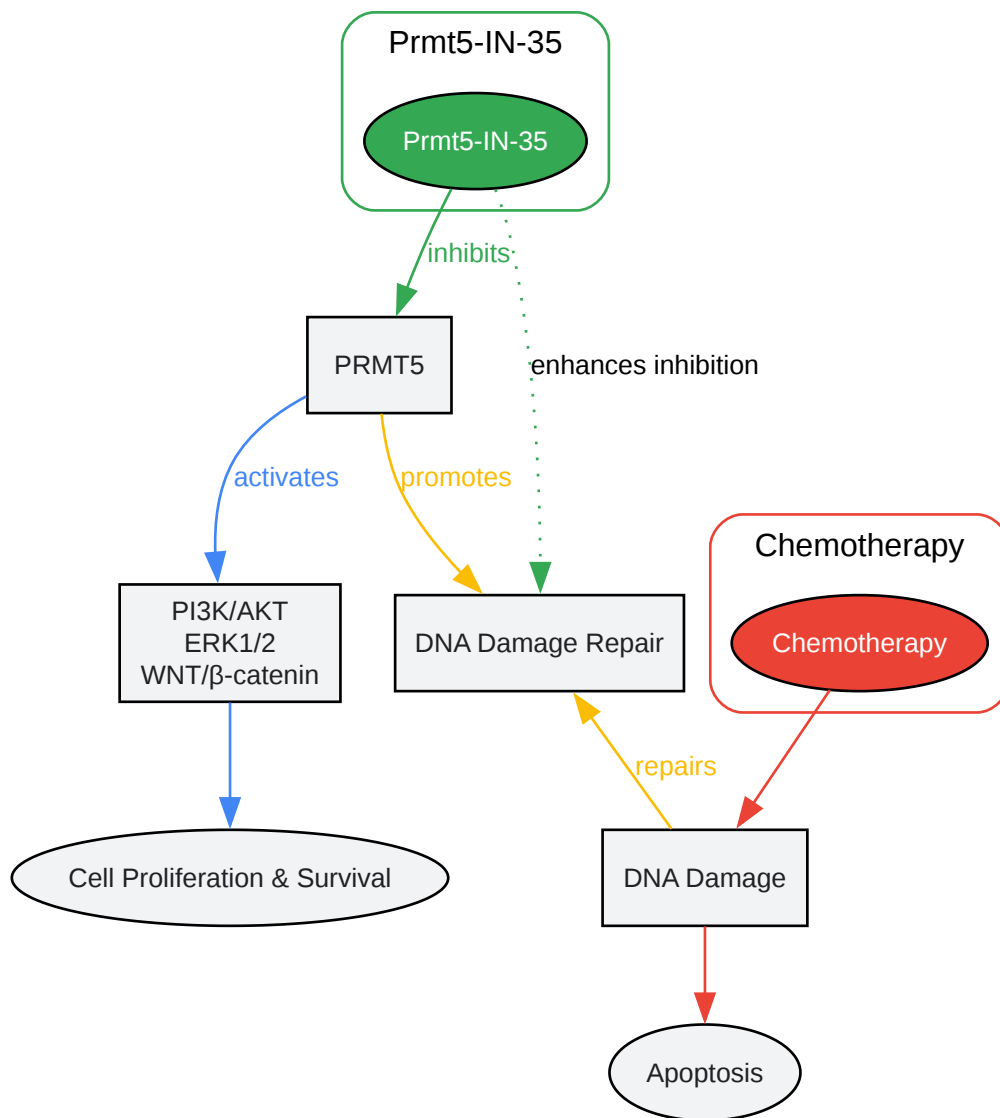 Prmt5-IN-35
Prmt5-IN-35
inhibits
PRMT5
enhances inhibition
activates
promotes
Chemotherapy
PI3K/AKT
ERK1/2
WNT/β-catenin
DNA Damage Repair
Chemotherapy
repairs
Cell Proliferation & Survival
DNA Damage
Apoptosis